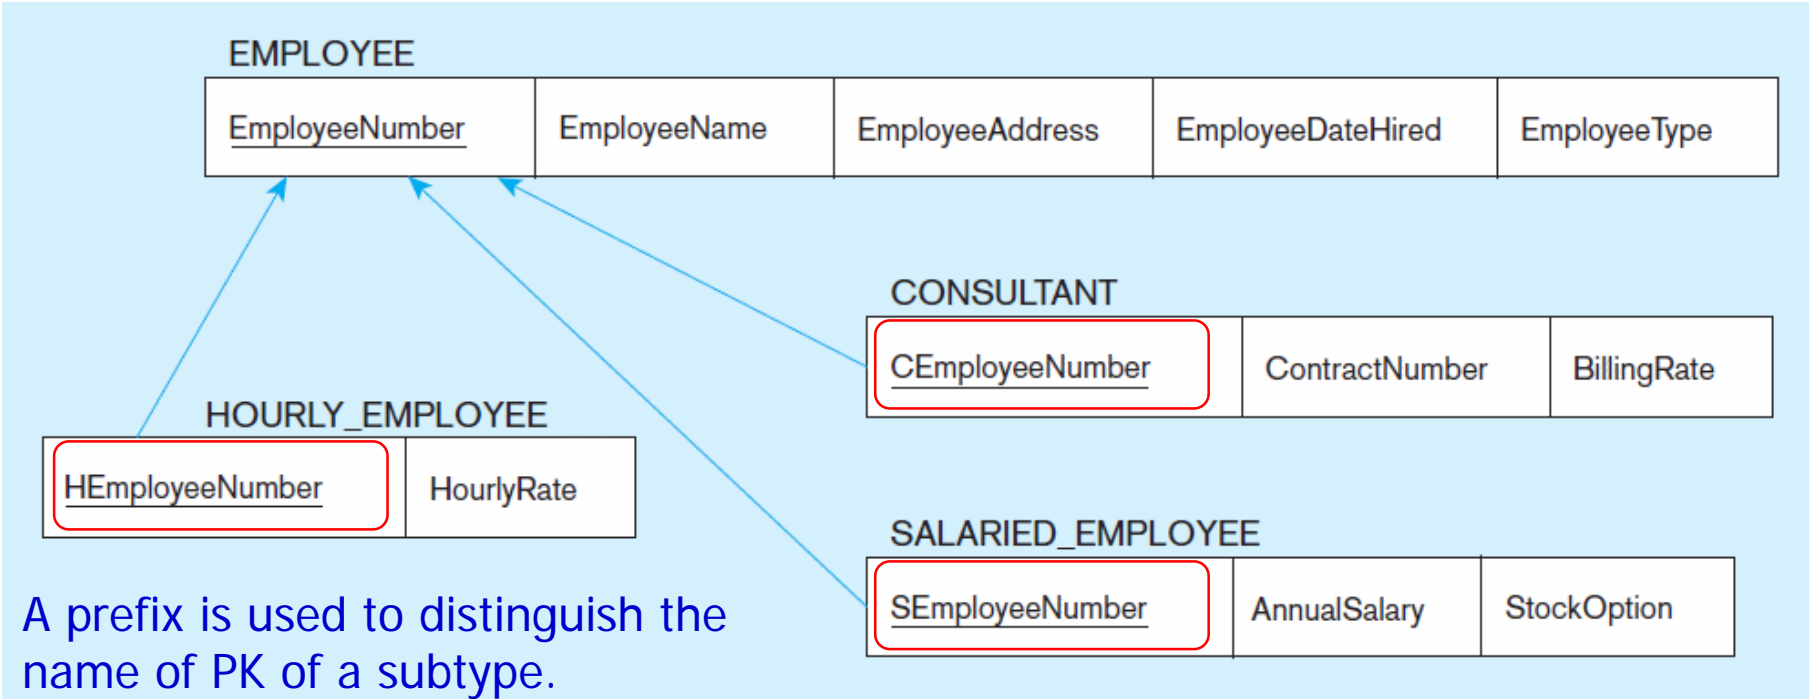 EMPLOYEE
EmployeeNumber EmployeeName EmployeeAddress EmployeeDateHired EmployeeType
CONSULTANT
CEmployeeNumber ContractNumber BillingRate
HOURLY_EMPLOYEE
HEmployeeNumber HourlyRate
SALARIED_EMPLOYEE
SEmployeeNumber AnnualSalary StockOption
A prefix is used to distinguish the
name of PK of a subtype.